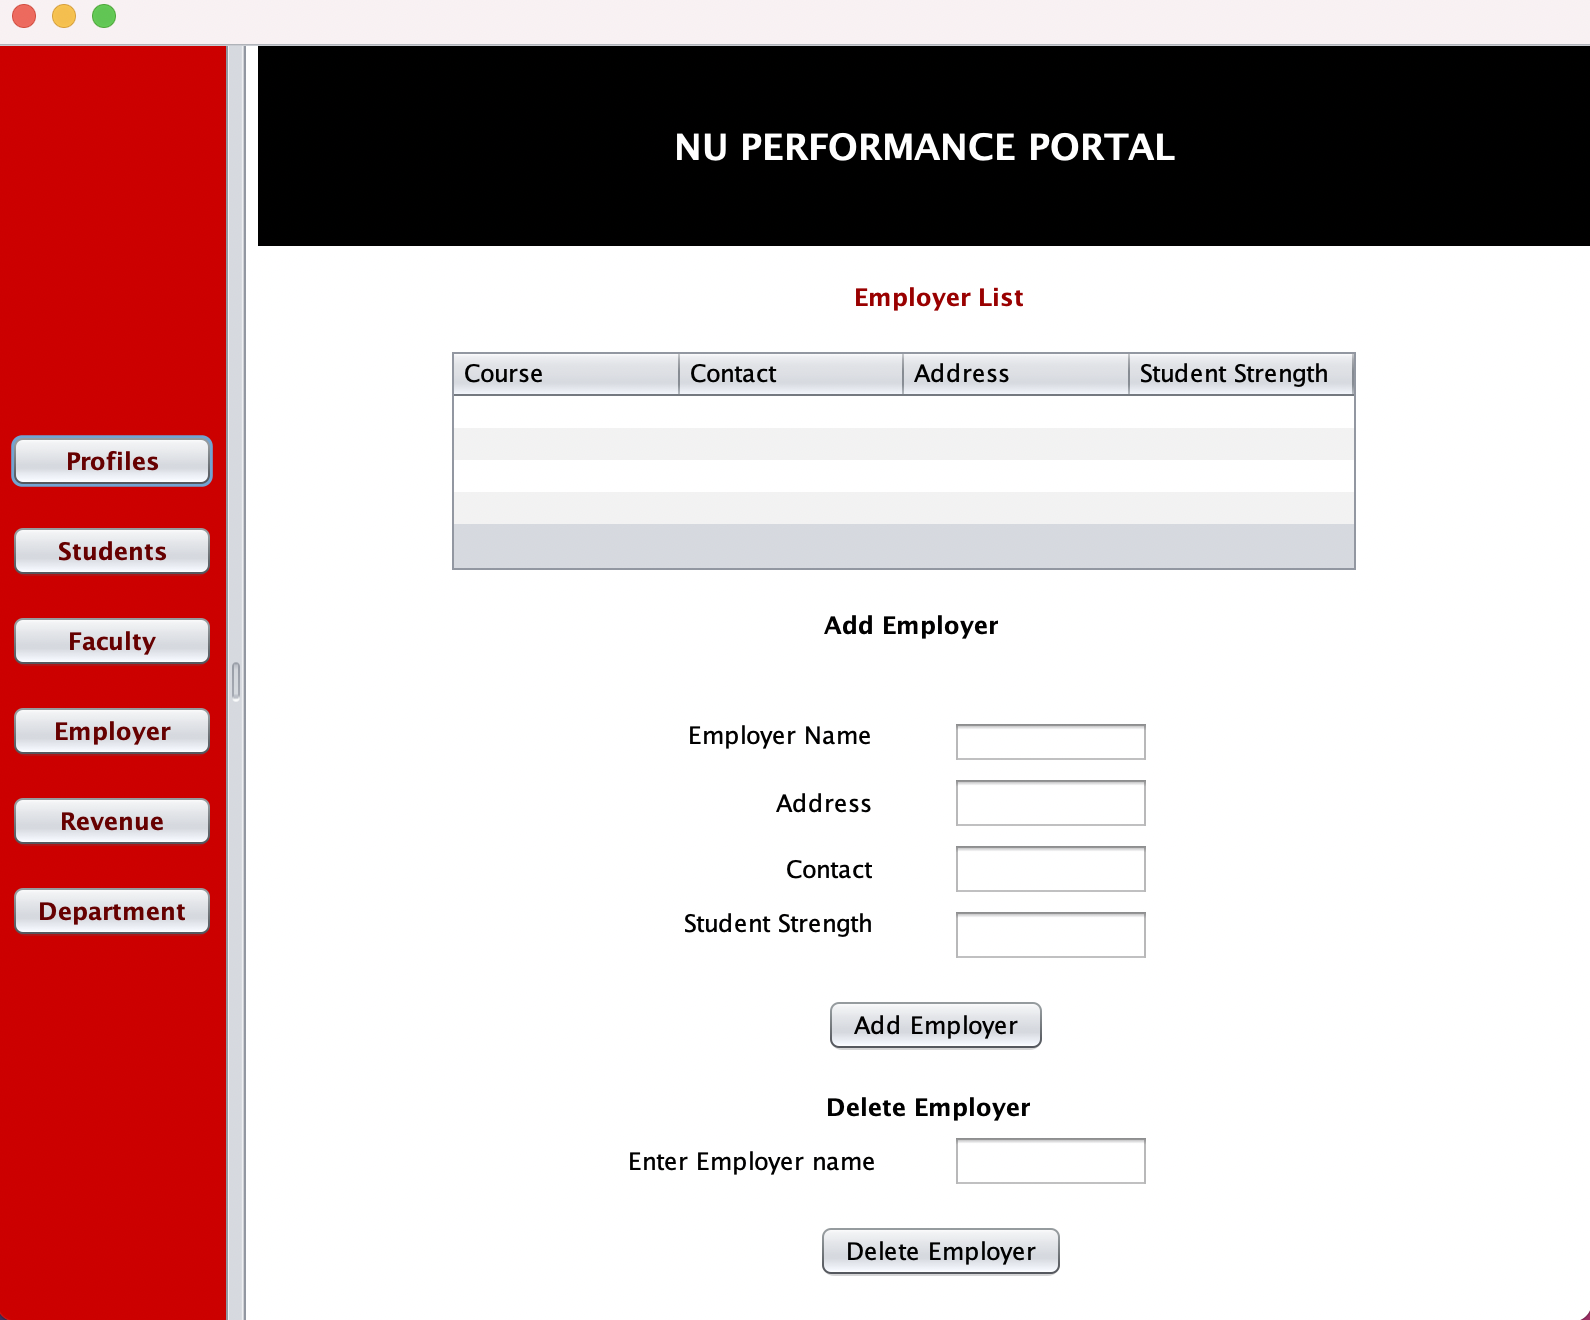 NU PERFORMANCE PORTAL
Employer List
Course Contact Address Student Strength
Profiles
Students
Faculty
Employer
Revenue
Department
Add Employer
Employer Name
Address
Contact
Student Strength
Add Employer
Delete Employer
Enter Employer name
Delete Employer